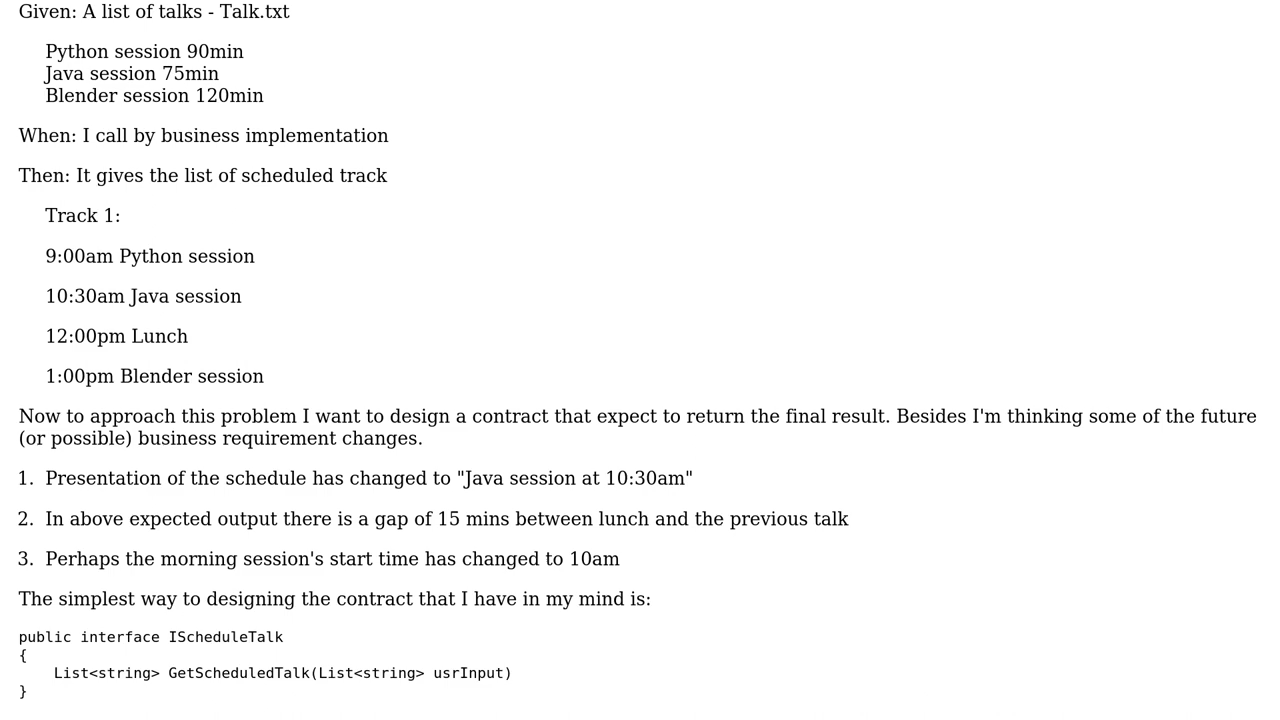 Given: A list of talks - Talk.txt
Python session 90min
Java session 75min
Blender session 120min
When: I call by business implementation
Then: It gives the list of scheduled track
Track 1:
9:00am Python session
10:30am Java session
12:00pm Lunch
1:00pm Blender session
Now to approach this problem I want to design a contract that expect to return the final result. Besides I'm thinking some of the future
(or possible) business requirement changes.
1. Presentation of the schedule has changed to "Java session at 10:30am"
2. In above expected output there is a gap of 15 mins between lunch and the previous talk
3. Perhaps the morning session's start time has changed to 10am
The simplest way to designing the contract that I have in my mind is:
public interface IScheduleTalk
{
    List<string> GetScheduledTalk(List<string> usrInput)
}